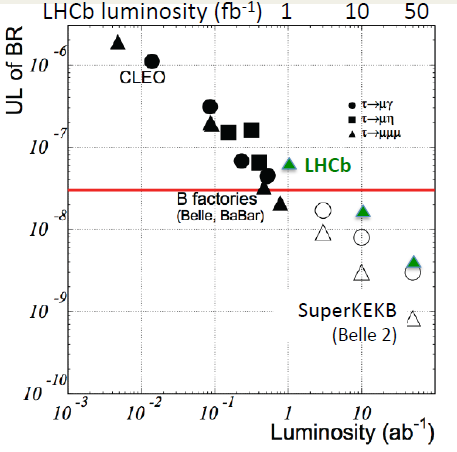 LHCb luminosity (fb⁻¹) 1 10 50
UL of BR
10⁻⁶
CLEO
τ→μγ
τ→μη
τ→μμμ
10⁻⁷
LHCb
B factories
(Belle, BaBar)
10⁻⁸
10⁻⁹
SuperKEKB
(Belle 2)
10⁻¹⁰
10⁻³ 10⁻² 10⁻¹ 1 10
Luminosity (ab⁻¹)